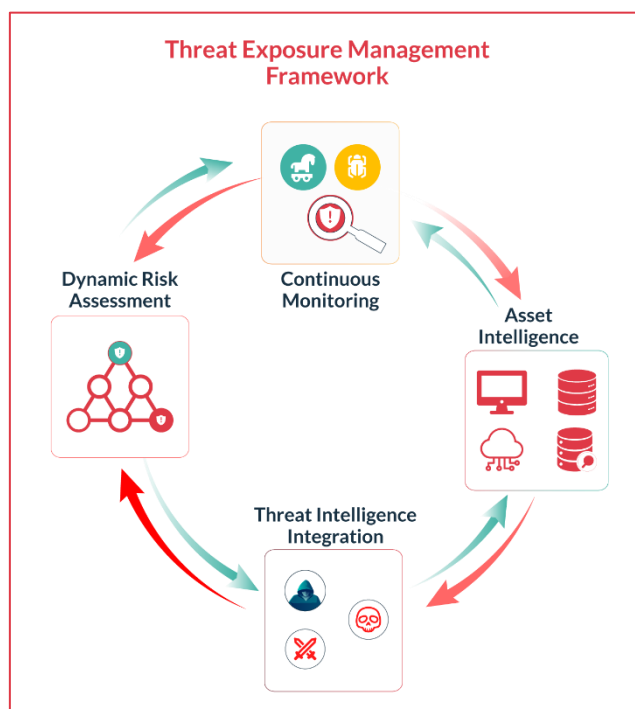 Threat Exposure Management
Framework
Dynamic Risk
Assessment
Continuous
Monitoring
Asset
Intelligence
Threat Intelligence
Integration